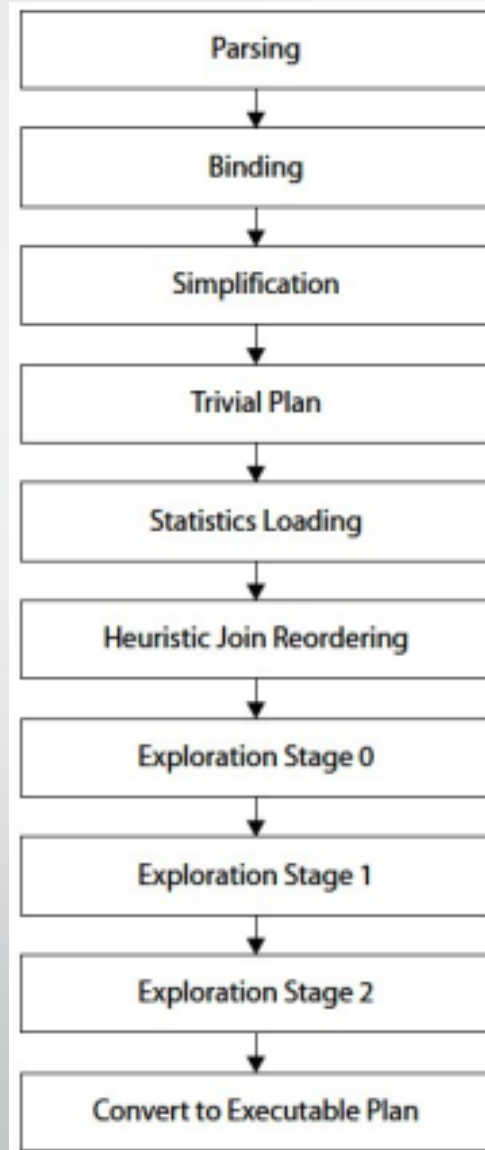 Parsing
Binding
Simplification
Trivial Plan
Statistics Loading
Heuristic Join Reordering
Exploration Stage 0
Exploration Stage 1
Exploration Stage 2
Convert to Executable Plan